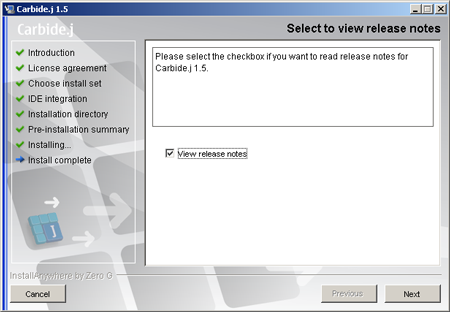 Carbide.j 1.5
Carbide.j
Select to view release notes
Introduction
License agreement
Choose install set
IDE integration
Installation directory
Pre-installation summary
Installing...
Install complete
Please select the checkbox if you want to read release notes for
Carbide.j 1.5.
View release notes
j
InstallAnywhere by Zero G
Cancel
Previous
Next